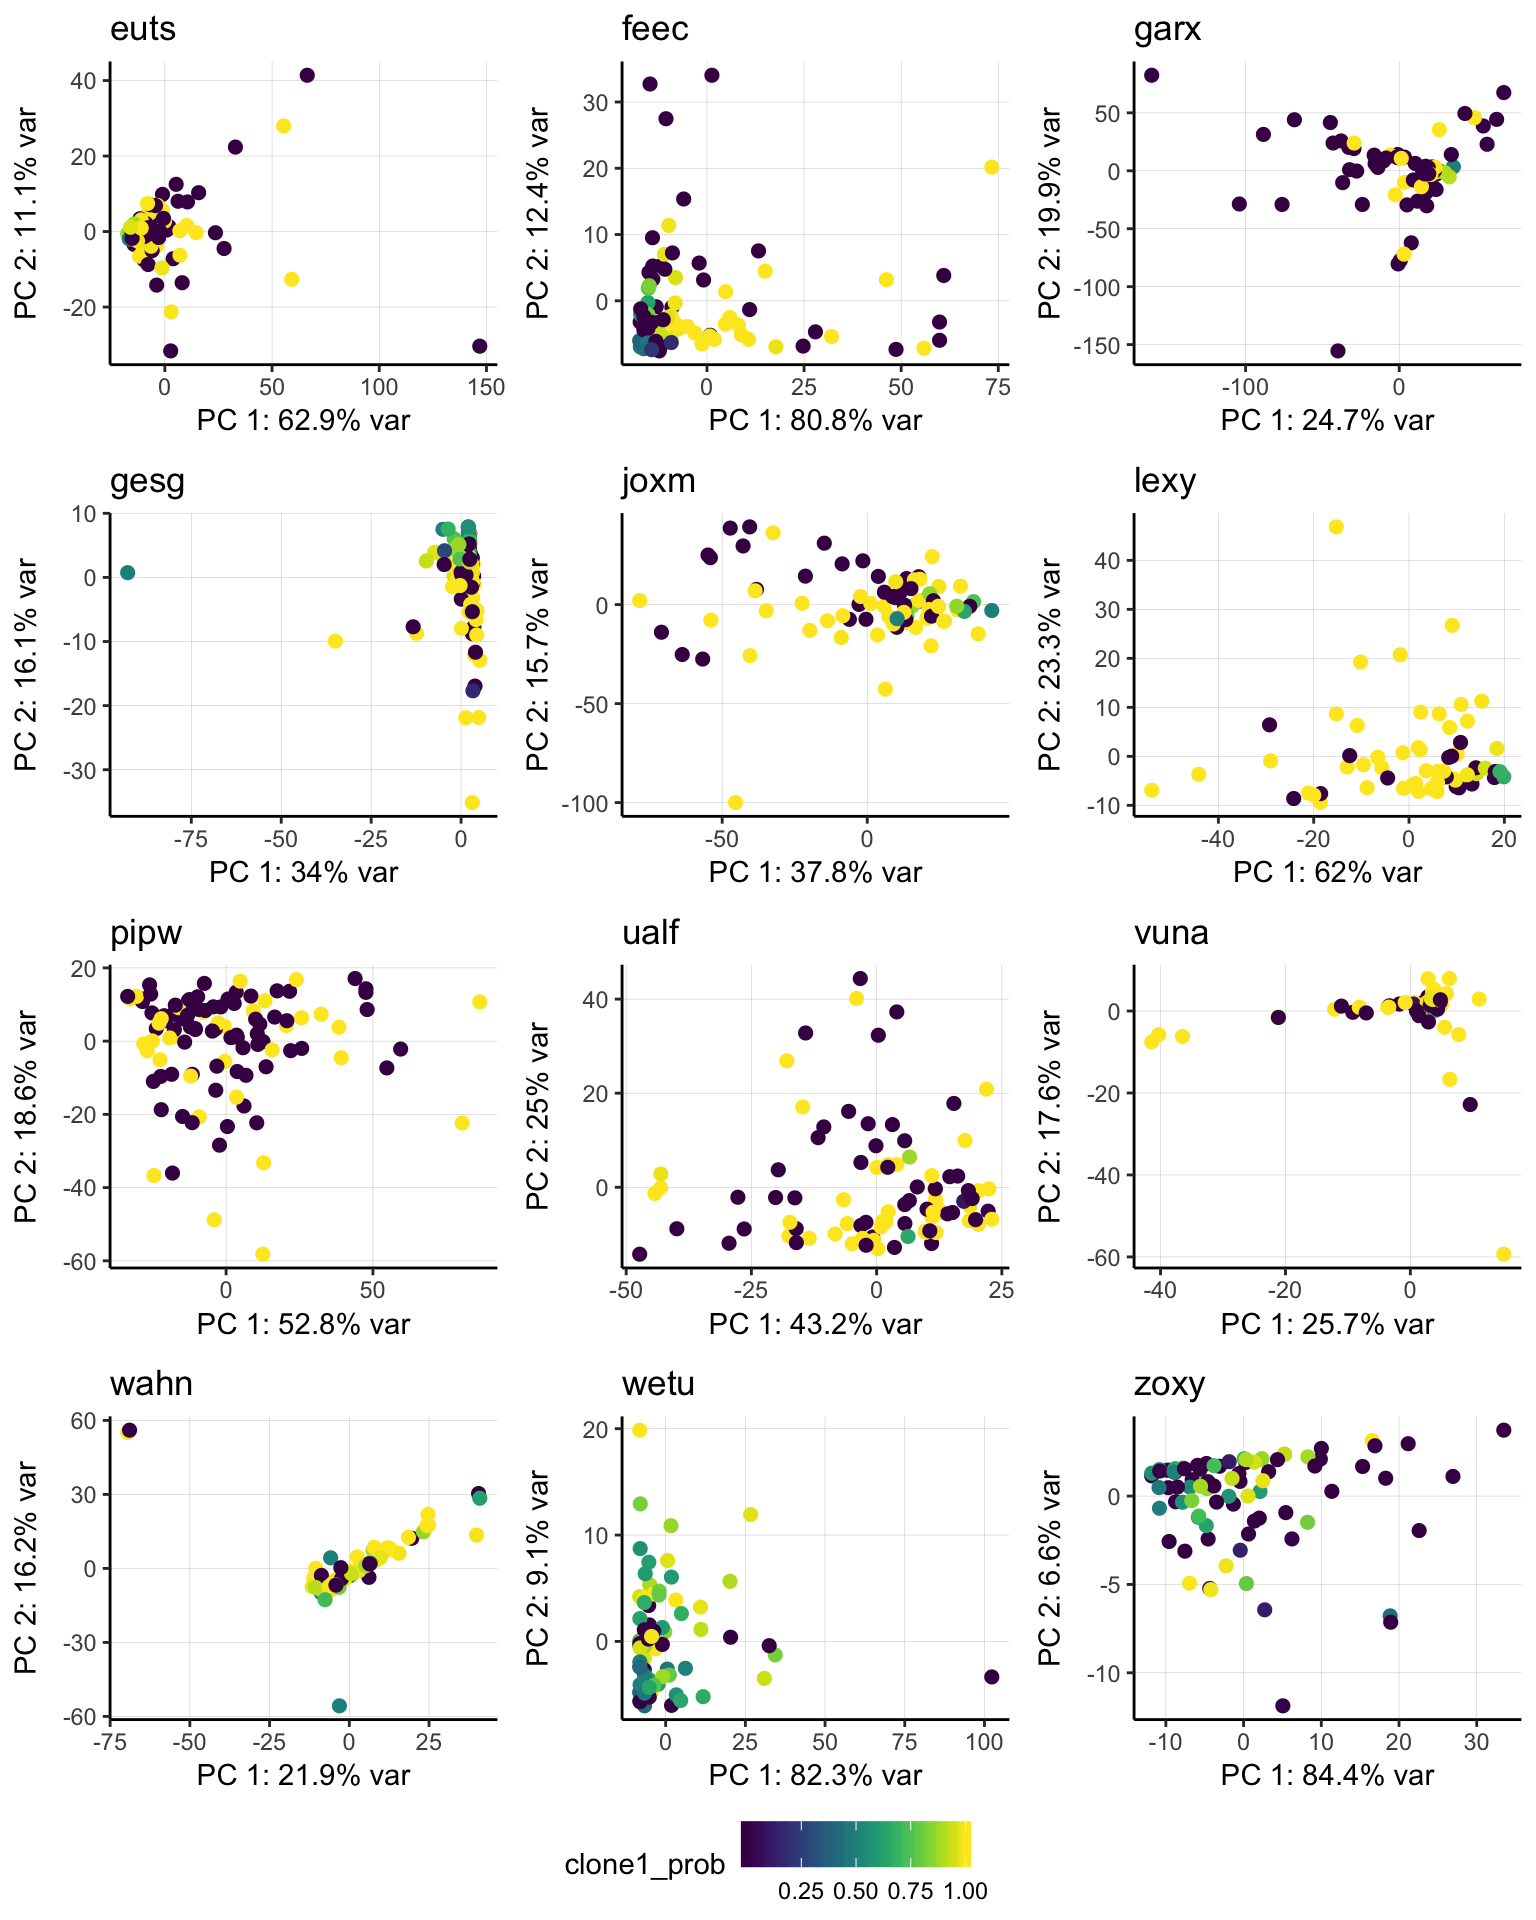 euts
feec
garx
40
20
0
-20
PC 2: 11.1% var
0
50
100
150
PC 1: 62.9% var
30
20
10
0
PC 2: 12.4% var
0
25
50
75
PC 1: 80.8% var
50
0
-50
-100
-150
PC 2: 19.9% var
-100
0
PC 1: 24.7% var
gesg
joxm
lexy
10
0
-10
-20
-30
PC 2: 16.1% var
-75
-50
-25
0
PC 1: 34% var
0
-50
-100
PC 2: 15.7% var
-50
0
PC 1: 37.8% var
40
30
20
10
0
-10
PC 2: 23.3% var
-40
-20
0
20
PC 1: 62% var
pipw
ualf
vuna
20
0
-20
-40
-60
PC 2: 18.6% var
0
50
PC 1: 52.8% var
40
20
0
PC 2: 25% var
-50
-25
0
25
PC 1: 43.2% var
0
-20
-40
-60
PC 2: 17.6% var
-40
-20
0
PC 1: 25.7% var
wahn
wetu
zoxy
60
30
0
-30
-60
PC 2: 16.2% var
-75
-50
-25
0
25
PC 1: 21.9% var
20
10
0
PC 2: 9.1% var
0
25
50
75
100
PC 1: 82.3% var
0
-5
-10
PC 2: 6.6% var
-10
0
10
20
30
PC 1: 84.4% var
clone1_prob
0.25 0.50 0.75 1.00